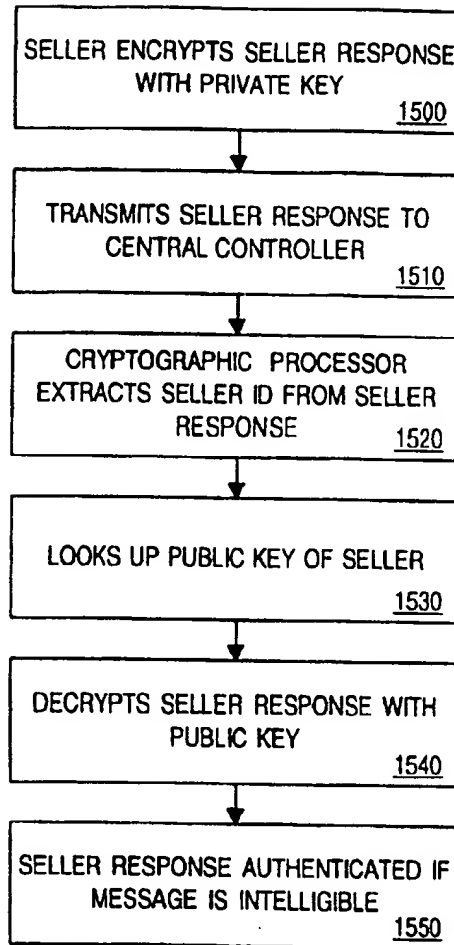 SELLER ENCRYPTS SELLER RESPONSE
WITH PRIVATE KEY
1500
TRANSMITS SELLER RESPONSE TO
CENTRAL CONTROLLER
1510
CRYPTOGRAPHIC PROCESSOR
EXTRACTS SELLER ID FROM SELLER
RESPONSE
1520
LOOKS UP PUBLIC KEY OF SELLER
1530
DECRYPTS SELLER RESPONSE WITH
PUBLIC KEY
1540
SELLER RESPONSE AUTHENTICATED IF
MESSAGE IS INTELLIGIBLE
1550